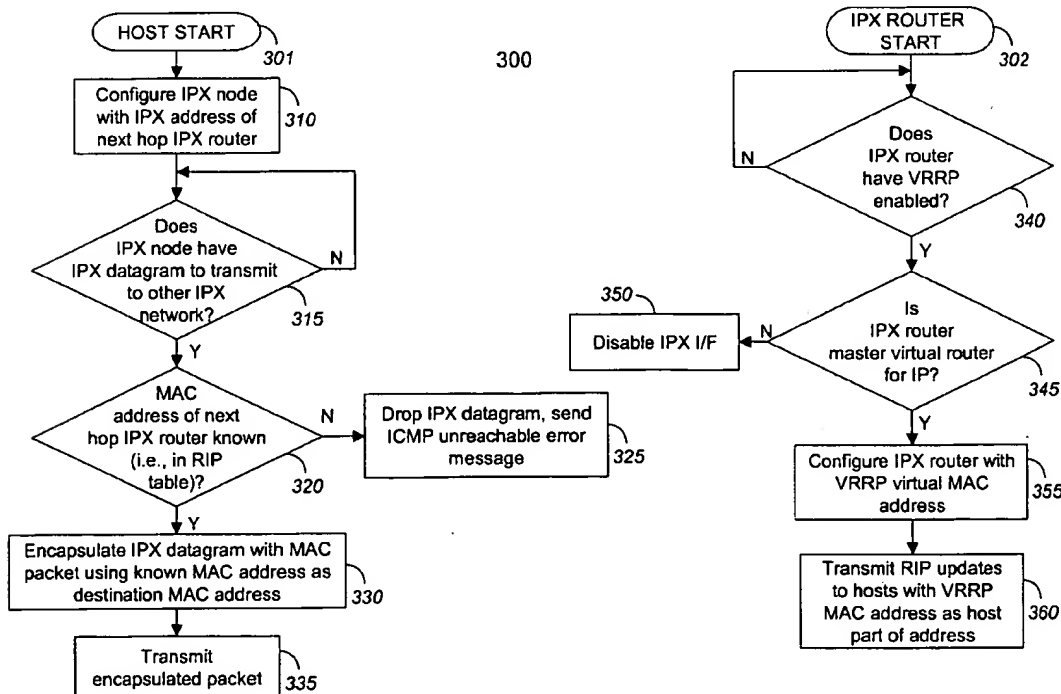 HOST START
301
Configure IPX node
with IPX address of
next hop IPX router
310
Does
IPX node have
IPX datagram to transmit
to other IPX
network?
N
315
Y
MAC
address of next
hop IPX router known
(i.e., in RIP
table)?
N
320
Drop IPX datagram, send
ICMP unreachable error
message
325
Y
Encapsulate IPX datagram with MAC
packet using known MAC address as
destination MAC address
330
Transmit
encapsulated packet
335
300
IPX ROUTER
START
302
Does
IPX router
have VRRP
enabled?
N
340
Y
Is
IPX router
master virtual router
for IP?
N
345
350
Disable IPX I/F
Y
Configure IPX router with
VRRP virtual MAC
address
355
Transmit RIP updates
to hosts with VRRP
MAC address as host
part of address
360